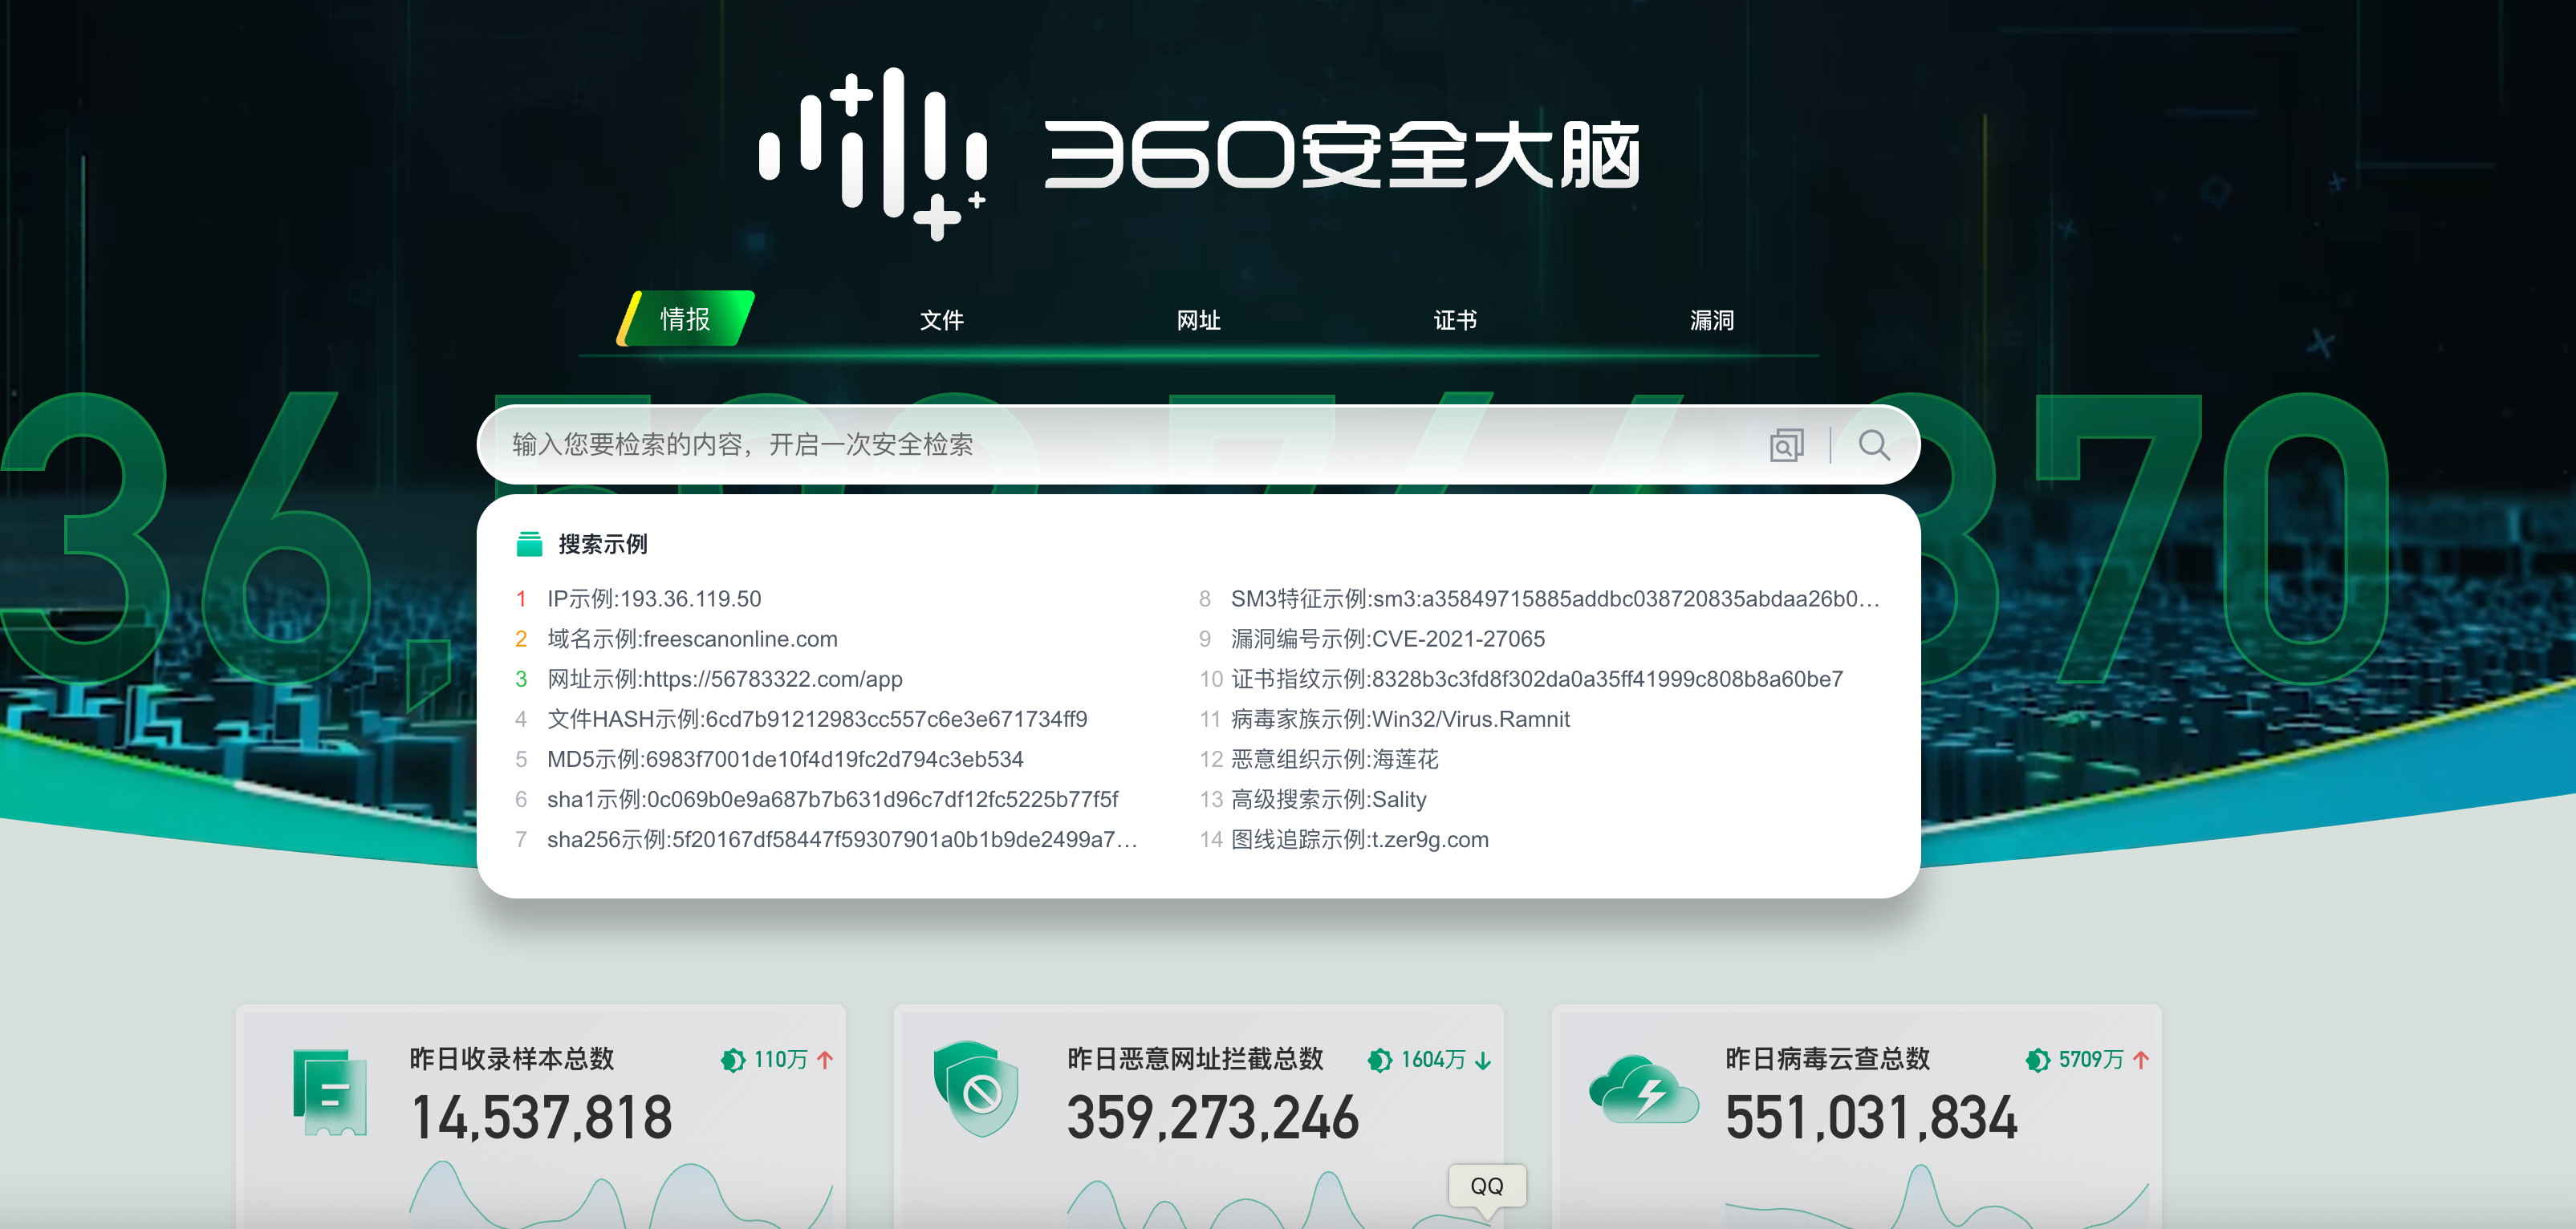 360安全大脑
情报 文件 网址 证书 漏洞
输入您要检索的内容，开启一次安全检索
搜索示例
1 IP示例:193.36.119.50
2 域名示例:freescanonline.com
3 网址示例:https://56783322.com/app
4 文件HASH示例:6cd7b91212983cc557c6e3e671734ff9
5 MD5示例:6983f7001de10f4d19fc2d794c3eb534
6 sha1示例:0c069b0e9a687b7b631d96c7df12fc5225b77f5f
7 sha256示例:5f20167df58447f59307901a0b1b9de2499a7…
8 SM3特征示例:sm3:a35849715885addbc038720835abdaa26b0…
9 漏洞编号示例:CVE-2021-27065
10 证书指纹示例:8328b3c3fd8f302da0a35ff41999c808b8a60be7
11 病毒家族示例:Win32/Virus.Ramnit
12 恶意组织示例:海莲花
13 高级搜索示例:Sality
14 图线追踪示例:t.zer9g.com
昨日收录样本总数 110万
14,537,818
昨日恶意网址拦截总数 1604万
359,273,246
昨日病毒云查总数 5709万
551,031,834
QQ